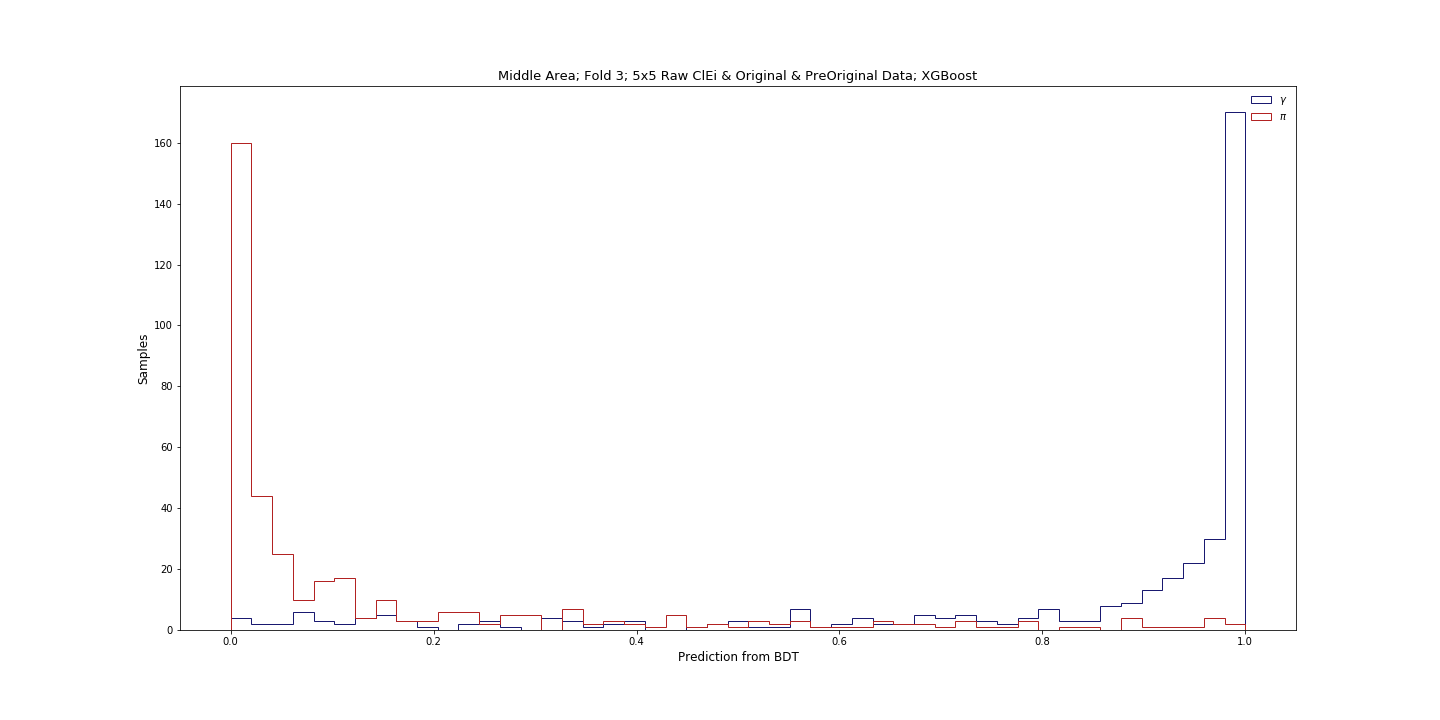 Middle Area; Fold 3; 5x5 Raw ClEi & Original & PreOriginal Data; XGBoost
γ
π
160
140
120
100
80
60
40
20
0
Samples
0.0 0.2 0.4 0.6 0.8 1.0
Prediction from BDT